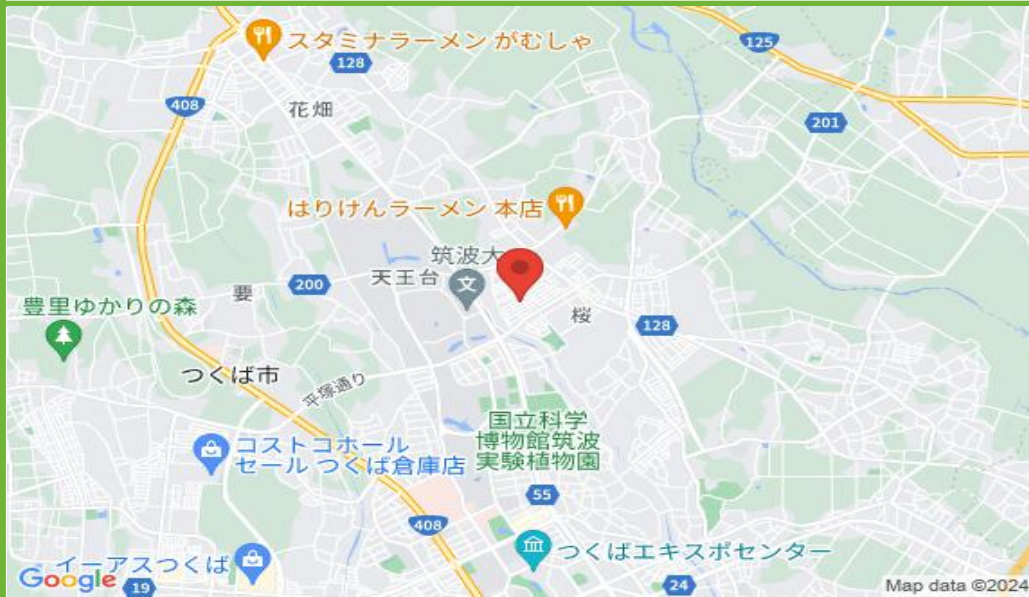 スタミナラーメン がむしゃ
128
125
408
花畑
201
はりけんラーメン 本店
筑波大
天王台
文
要
200
桜
豊里ゆかりの森
128
つくば市
平塚通り
国立科学
博物館筑波
実験植物園
コストコホール
セール つくば倉庫店
55
408
つくばエキスポセンター
イーアスつくば
Google
19
24
Map data ©2024